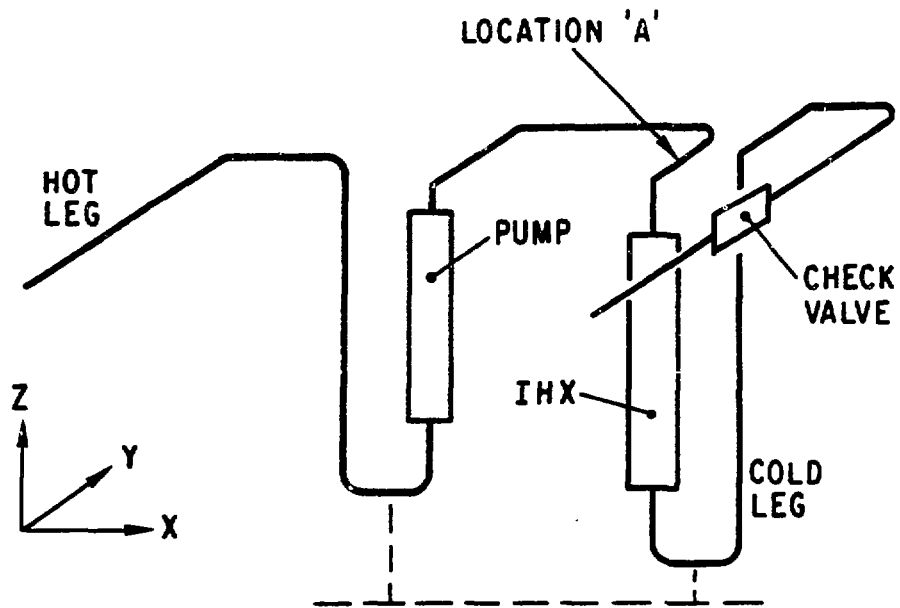 LOCATION 'A'
HOT
LEG
PUMP
CHECK
VALVE
IHX
Z
Y
X
COLD
LEG